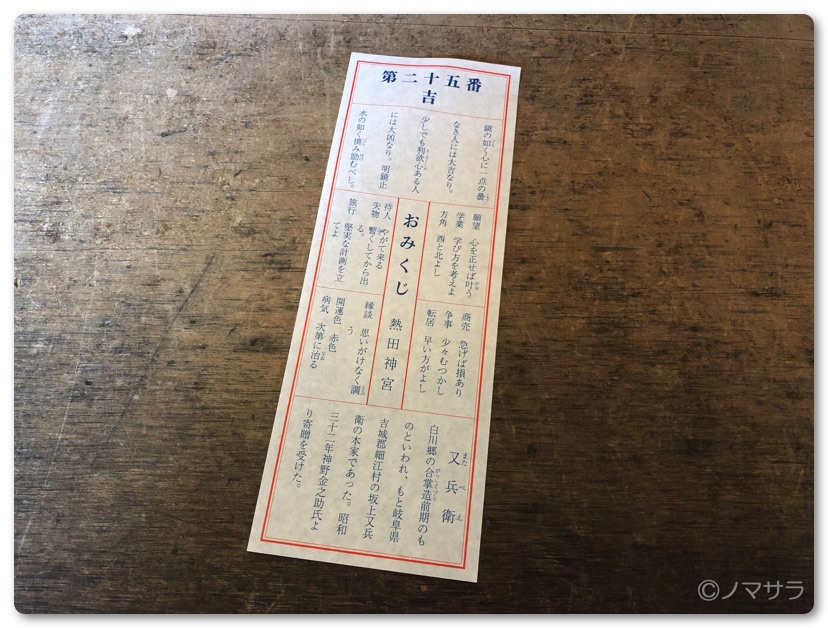 第二十五番
吉
鏡の如く心に一点の曇
なき人には大吉なり。
少しでも利欲心ある人
には大凶なり。明鏡止
水の如く慎み励むべし。
願望 心を正せば叶う
学業 学び方を考えよ
方角 西と北よし
商売 急げば損あり
争事 少々むつかし
転居 早い方がよし
おみくじ 熱田神宮
待人 やがて来る
失物 暫くしてから出
る。
旅行 堅実な計画を立
てよ
縁談 思いがけなく調
う
開運色 赤色
病気 次第に治る
又兵衛
またべえ
白川郷の合掌造前期のも
のといわれ、もと岐阜県
吉城郡細江村の坂上又兵
衛の本家であった。昭和
三十二年神野金之助氏よ
り寄贈を受けた。
©ノマサラ